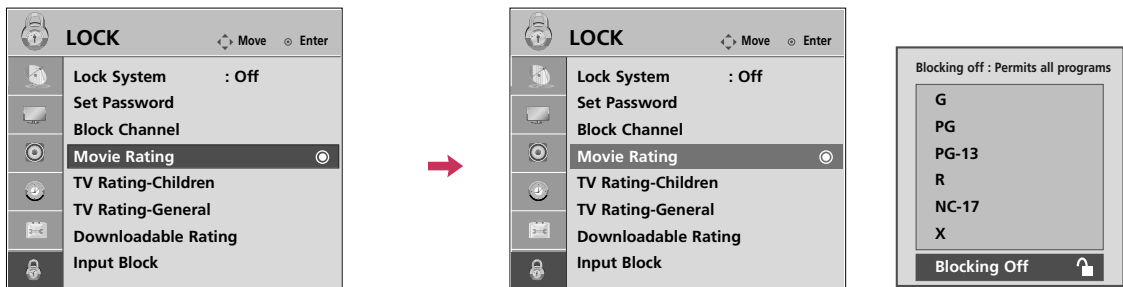 LOCK Move Enter
Lock System : Off
Set Password
Block Channel
Movie Rating
TV Rating-Children
TV Rating-General
Downloadable Rating
Input Block
LOCK Move Enter
Lock System : Off
Set Password
Block Channel
Movie Rating
TV Rating-Children
TV Rating-General
Downloadable Rating
Input Block
Blocking off : Permits all programs
G
PG
PG-13
R
NC-17
X
Blocking Off